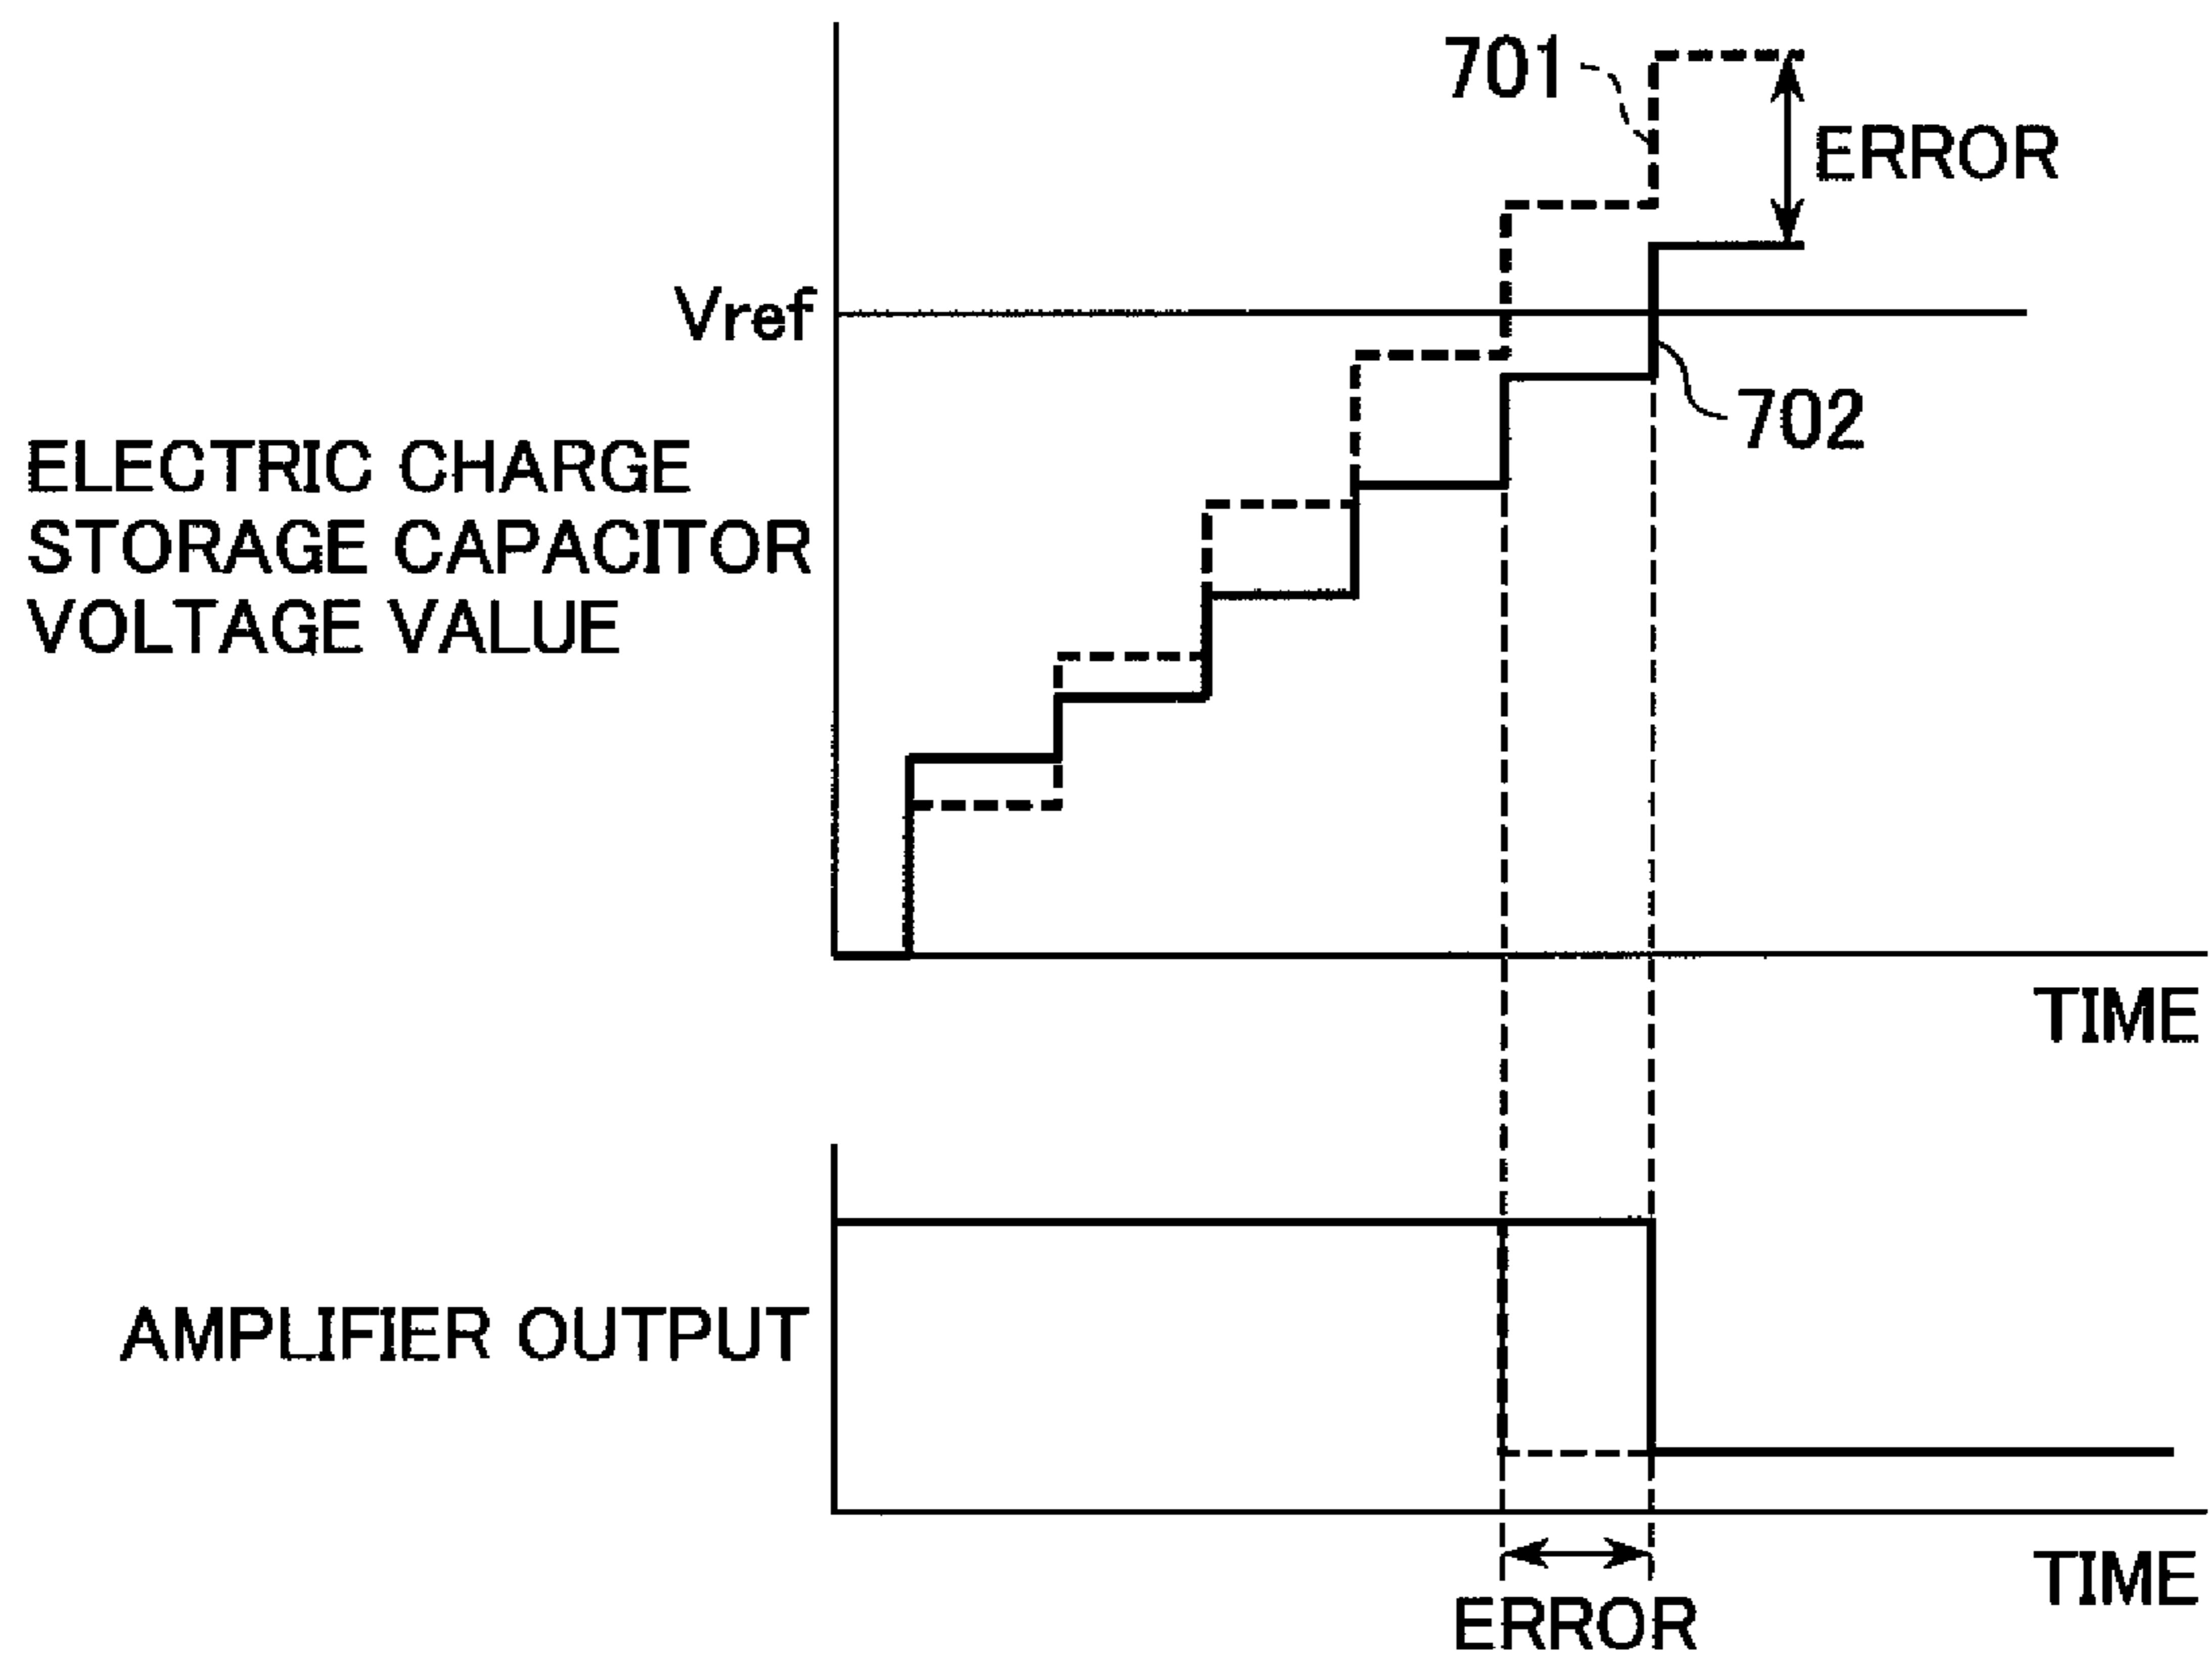 701
ERROR
Vref
702
ELECTRIC CHARGE
STORAGE CAPACITOR
VOLTAGE VALUE
TIME
AMPLIFIER OUTPUT
TIME
ERROR